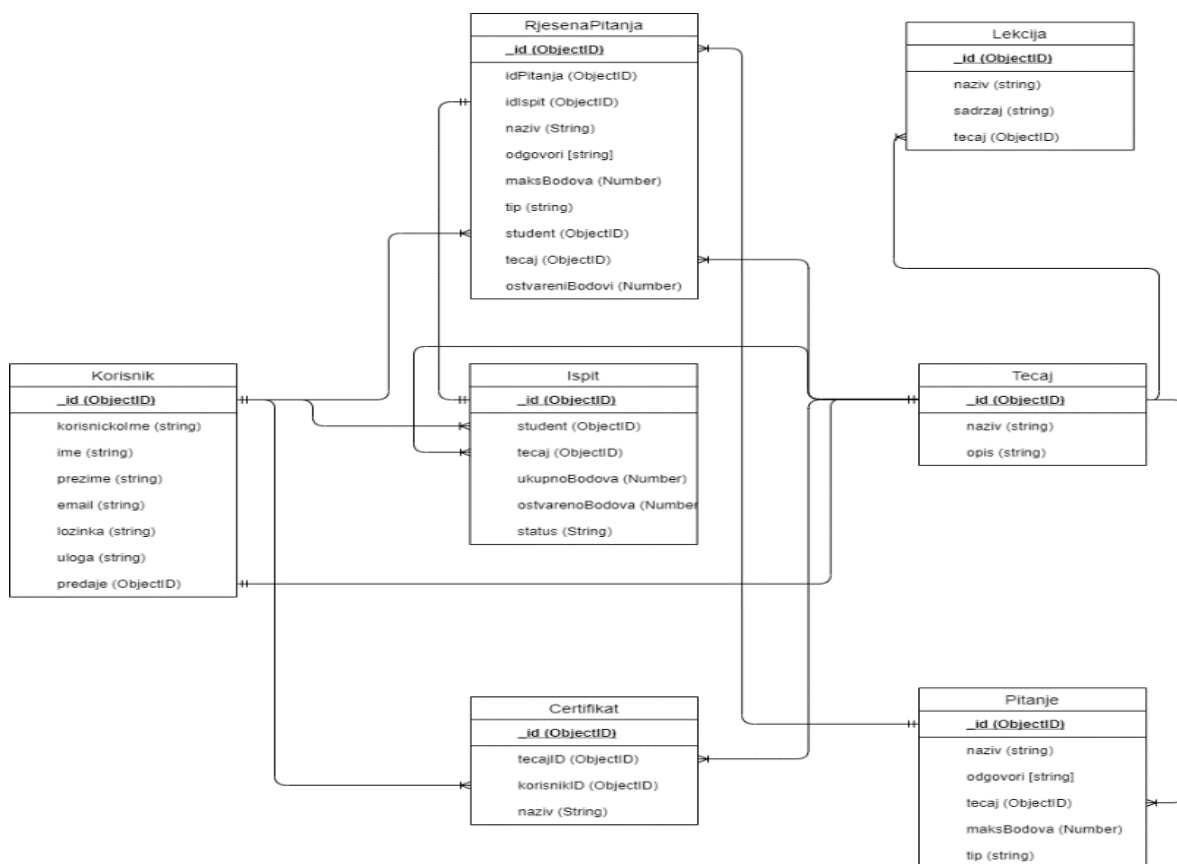 RjesenaPitanja
_id (ObjectID)
idPitanja (ObjectID)
idIspit (ObjectID)
naziv (String)
odgovori [string]
maksBodova (Number)
tip (string)
student (ObjectID)
tecaj (ObjectID)
ostvareniBodovi (Number)
Lekcija
_id (ObjectID)
naziv (string)
sadrzaj (string)
tecaj (ObjectID)
Korisnik
_id (ObjectID)
korisnickoIme (string)
ime (string)
prezime (string)
email (string)
lozinka (string)
uloga (string)
predaje (ObjectID)
Ispit
_id (ObjectID)
student (ObjectID)
tecaj (ObjectID)
ukupnoBodova (Number)
ostvarenoBodova (Number
status (String)
Tecaj
_id (ObjectID)
naziv (string)
opis (string)
Certifikat
_id (ObjectID)
tecajID (ObjectID)
korisnikID (ObjectID)
naziv (String)
Pitanje
_id (ObjectID)
naziv (string)
odgovori [string]
tecaj (ObjectID)
maksBodova (Number)
tip (string)